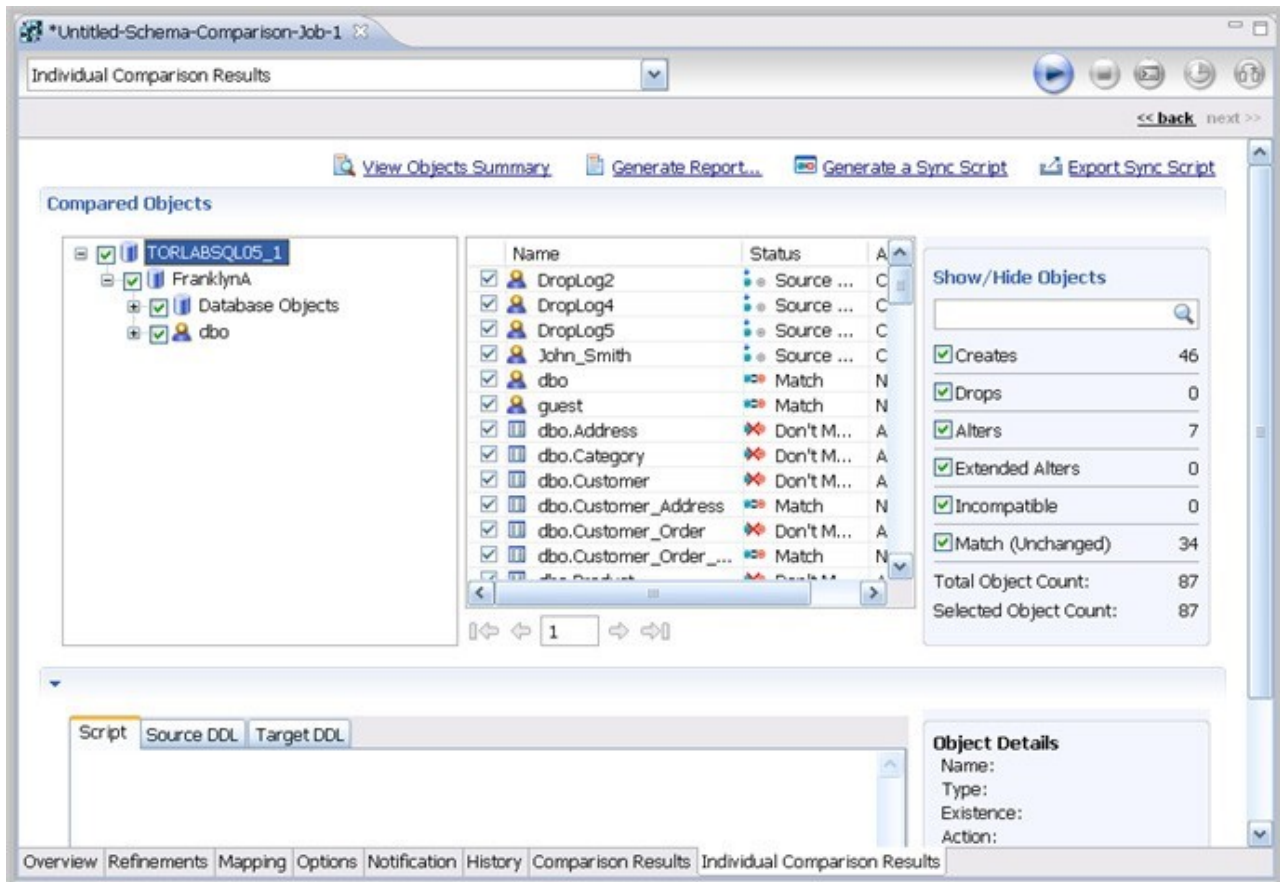 *Untitled-Schema-Comparison-Job-1
Individual Comparison Results
<< back next >>
View Objects Summary Generate Report... Generate a Sync Script Export Sync Script
Compared Objects
TORLABSQL05_1
FranklynA
Database Objects
dbo
Name Status A
DropLog2 Source ... C
DropLog4 Source ... C
DropLog5 Source ... C
John_Smith Source ... C
dbo Match N
guest Match N
dbo.Address Don't M... A
dbo.Category Don't M... A
dbo.Customer Don't M... A
dbo.Customer_Address Match N
dbo.Customer_Order Don't M... A
dbo.Customer_Order_... Match N
dbo.Product Don't M... A
1
Show/Hide Objects
Creates 46
Drops 0
Alters 7
Extended Alters 0
Incompatible 0
Match (Unchanged) 34
Total Object Count: 87
Selected Object Count: 87
Script Source DDL Target DDL
Object Details
Name:
Type:
Existence:
Action:
Overview Refinements Mapping Options Notification History Comparison Results Individual Comparison Results